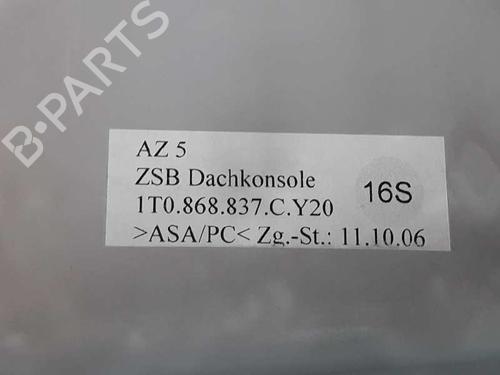 B-PARTS
AZ 5
ZSB Dachkonsole
1T0.868.837.C.Y20
>ASA/PC< Zg.-St.: 11.10.06
16S